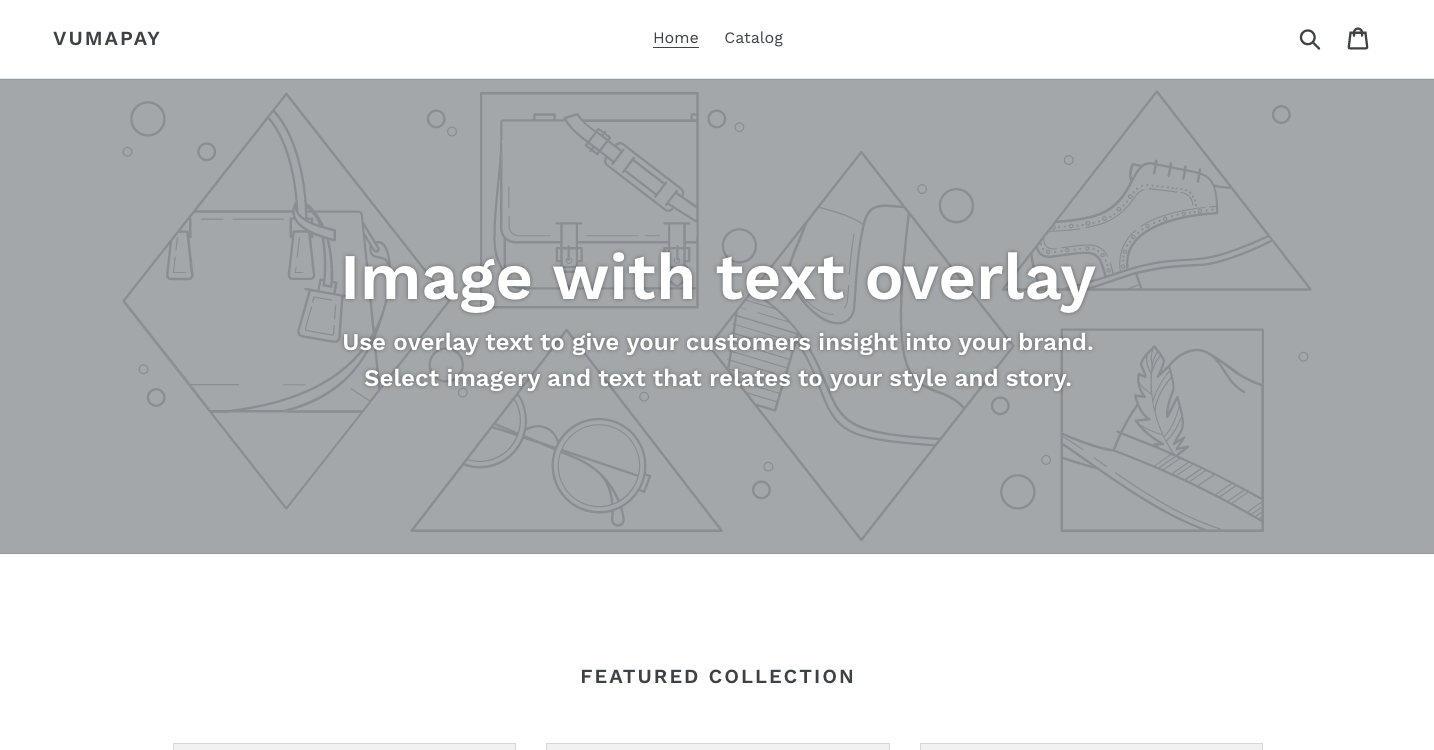 VUMAPAY
Home
Catalog
Image with text overlay
Use overlay text to give your customers insight into your brand.
Select imagery and text that relates to your style and story.
FEATURED COLLECTION